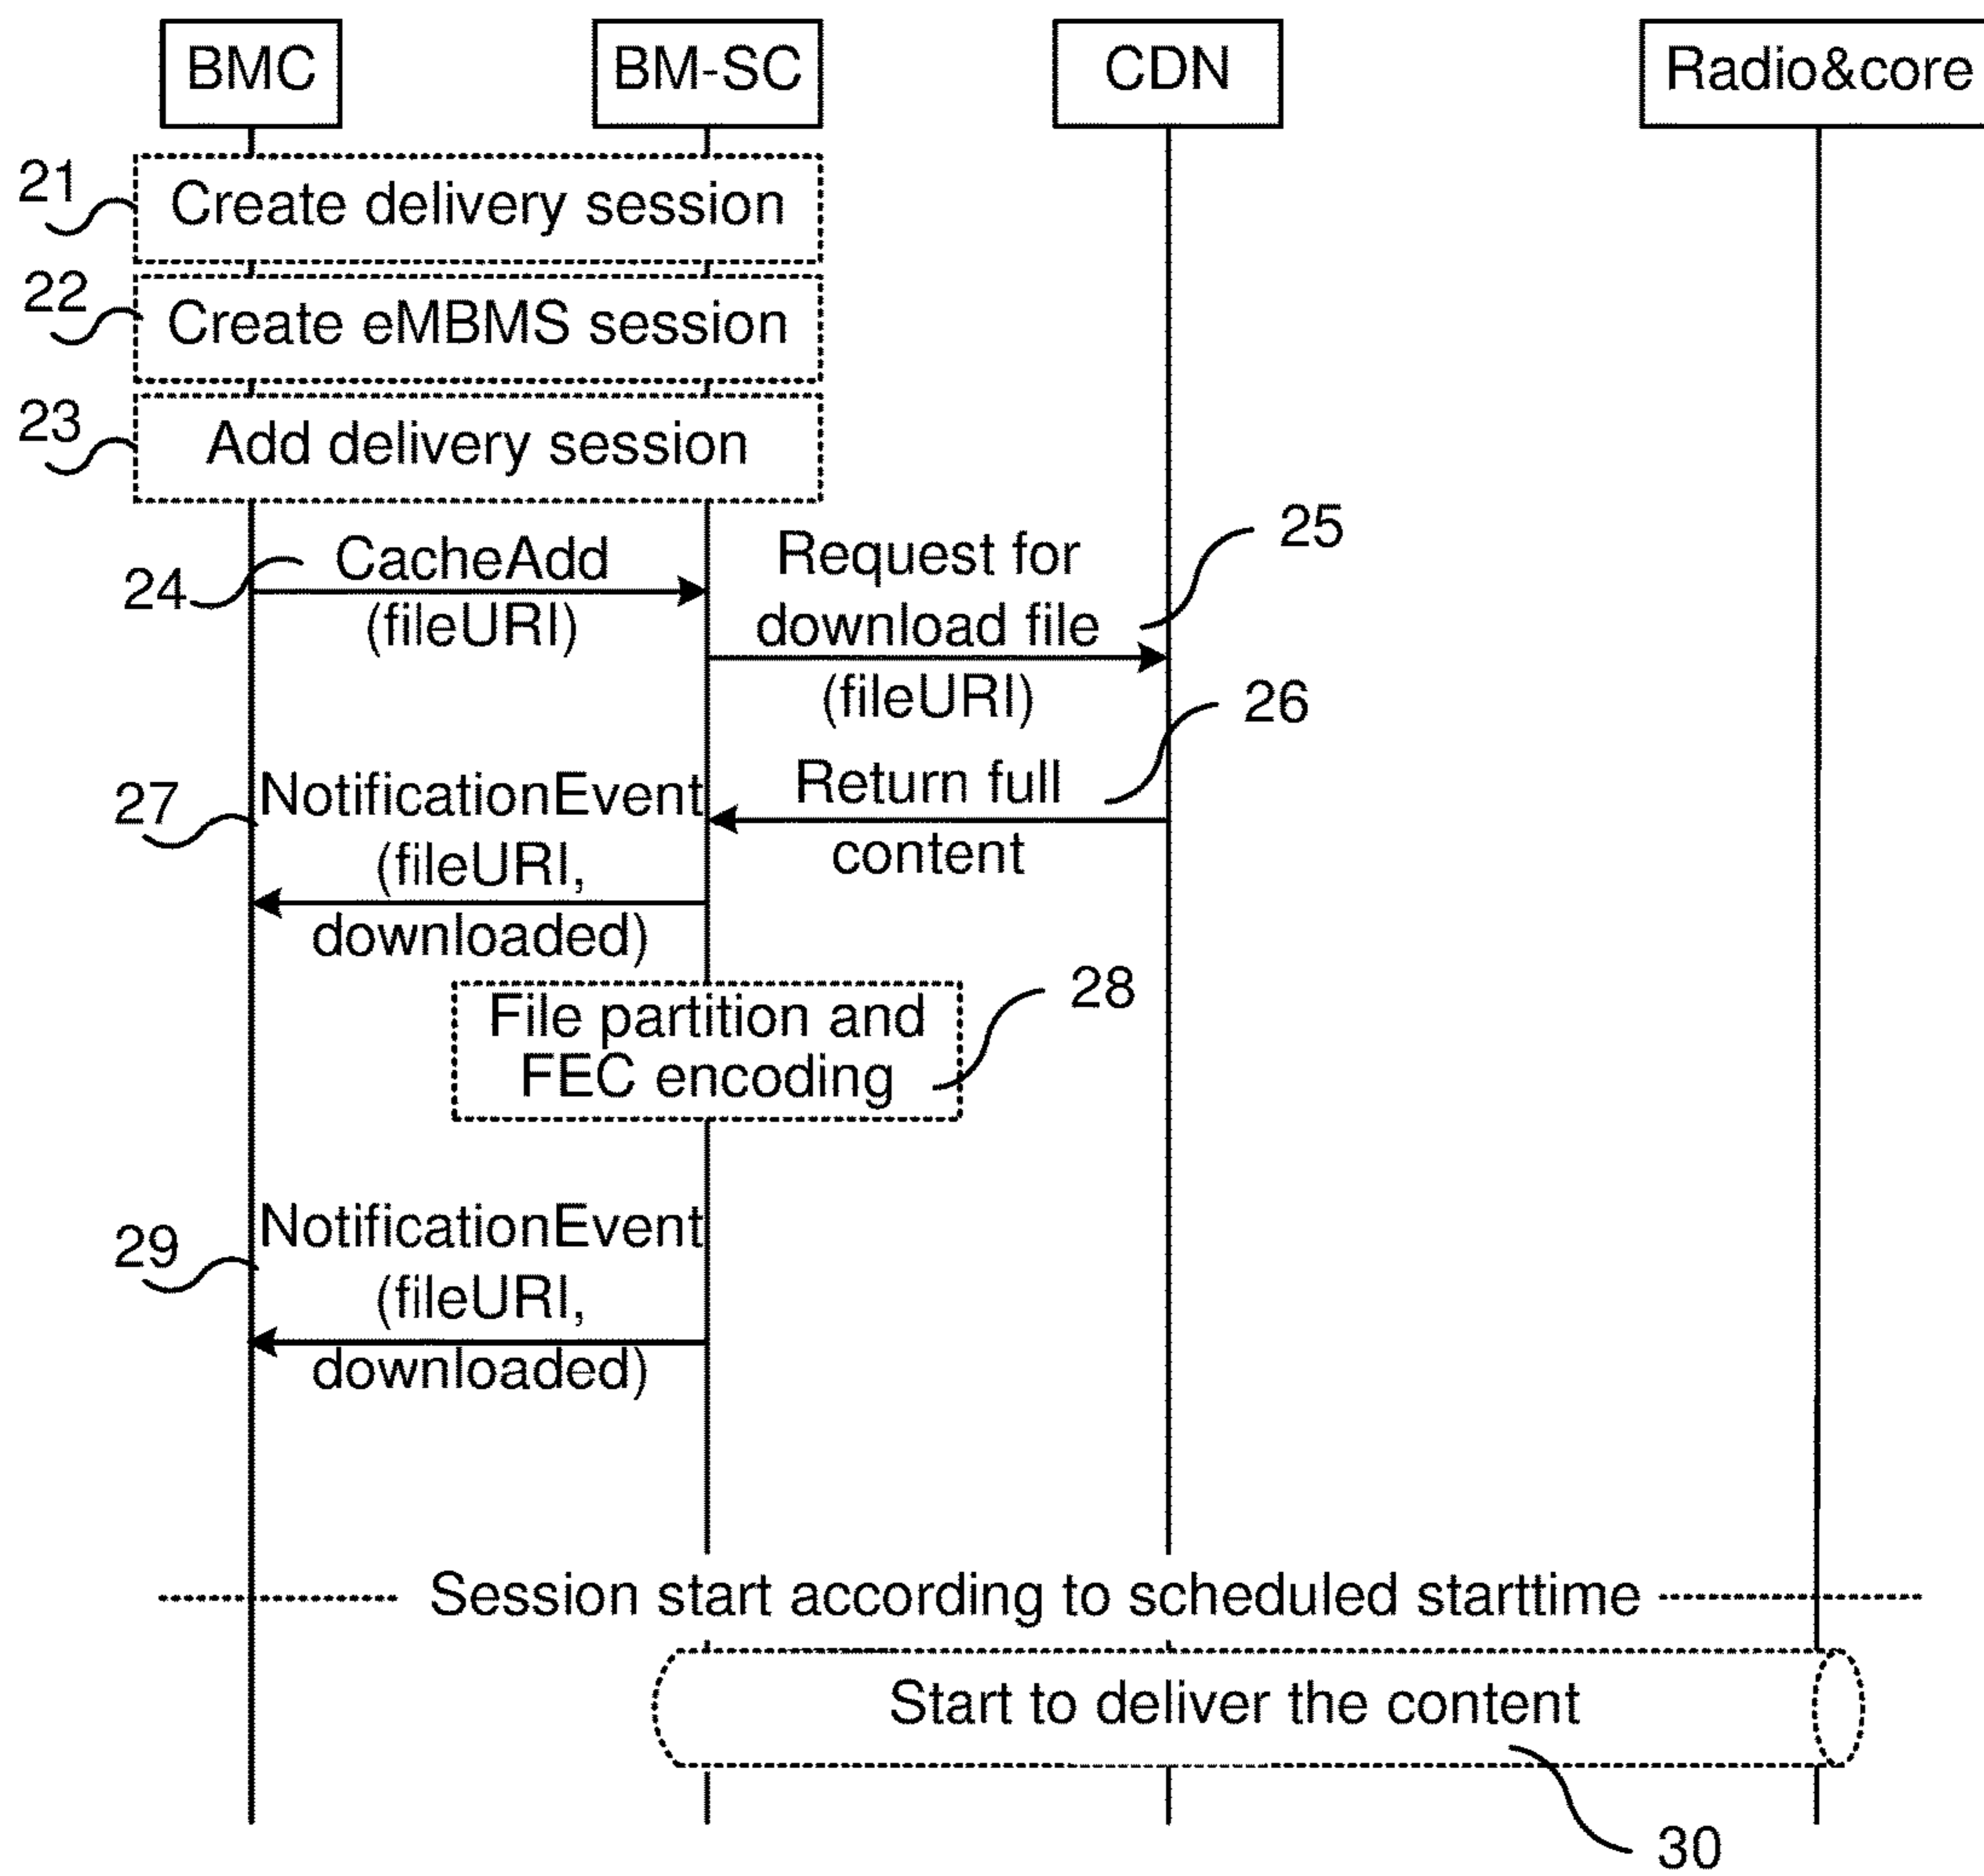 BMC
BM-SC
CDN
Radio&core
21
Create delivery session
22
Create eMBMS session
23
Add delivery session
24
CacheAdd
(fileURI)
Request for
download file
(fileURI)
25
26
Return full
content
27
NotificationEvent
(fileURI,
downloaded)
File partition and
FEC encoding
28
29
NotificationEvent
(fileURI,
downloaded)
Session start according to scheduled starttime
Start to deliver the content
30